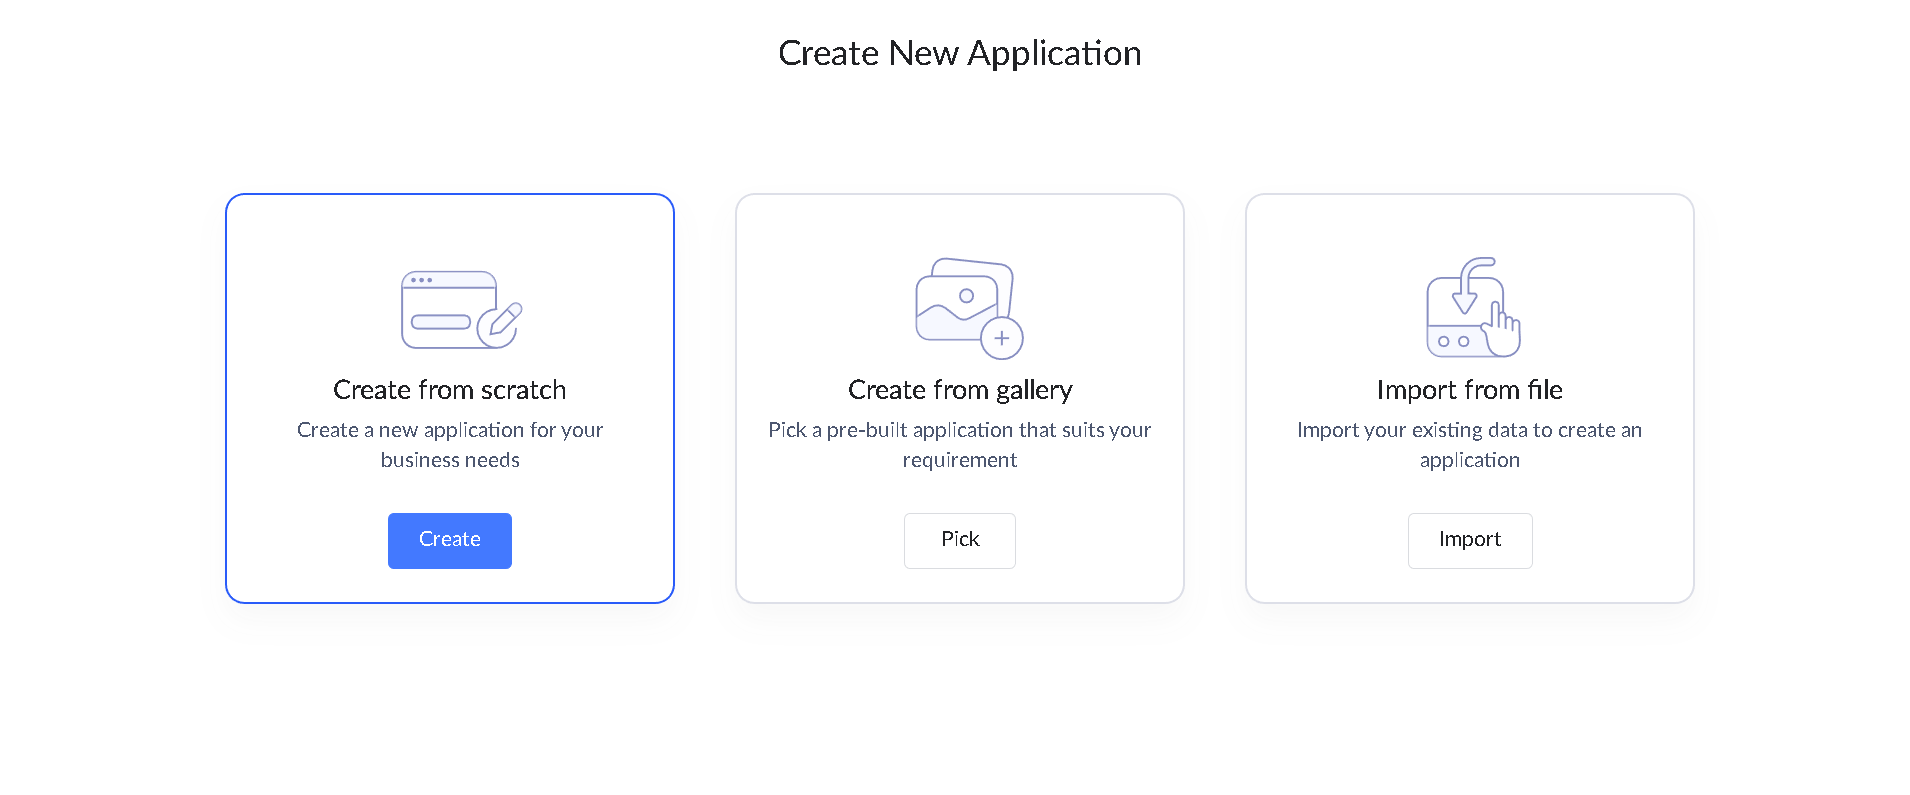 Create New Application
Create from scratch
Create a new application for your
business needs
Create
Create from gallery
Pick a pre-built application that suits your
requirement
Pick
Import from file
Import your existing data to create an
application
Import